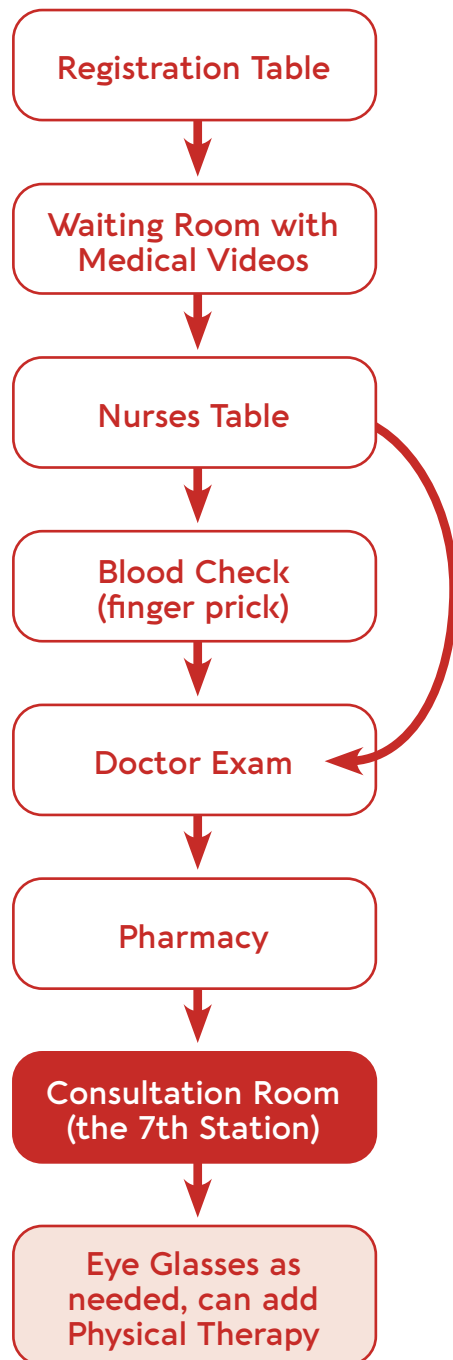 Registration Table
Waiting Room with
Medical Videos
Nurses Table
Blood Check
(finger prick)
Doctor Exam
Pharmacy
Consultation Room
(the 7th Station)
Eye Glasses as
needed, can add
Physical Therapy